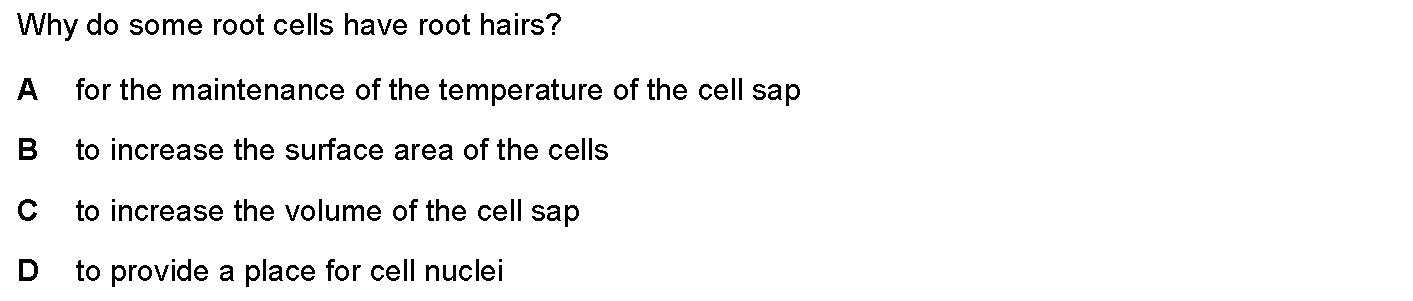 Why do some root cells have root hairs?
A for the maintenance of the temperature of the cell sap
B to increase the surface area of the cells
C to increase the volume of the cell sap
D to provide a place for cell nuclei